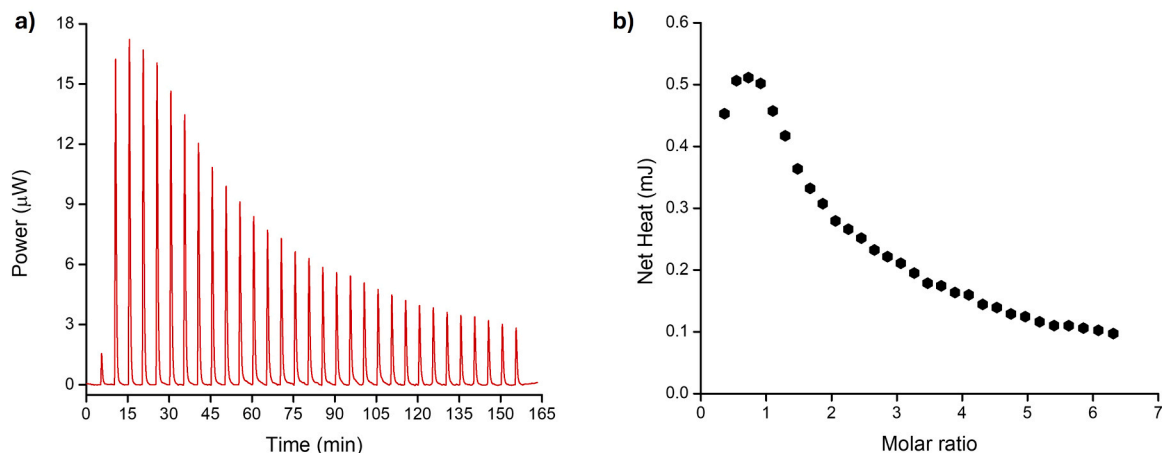 a)
18
15
12
9
6
3
0
Power (μW)
0 15 30 45 60 75 90 105 120 135 150 165
Time (min)
b)
0.6
0.5
0.4
0.3
0.2
0.1
0.0
Net Heat (mJ)
0 1 2 3 4 5 6 7
Molar ratio